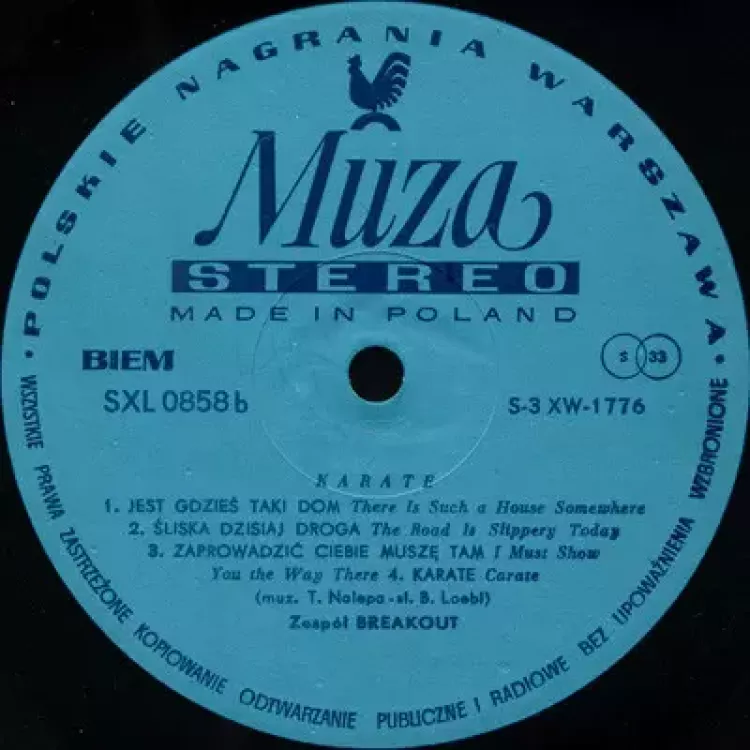 • POLSKIE NAGRANIA WARSZAWA •
Muza
STEREO
MADE IN POLAND
BIEM
S 33
SXL 0858 b
S-3 XW-1776
KARATE
1. JEST GDZIEŚ TAKI DOM There Is Such a House Somewhere
2. ŚLISKA DZISIAJ DROGA The Road Is Slippery Today
3. ZAPROWADZIĆ CIEBIE MUSZĘ TAM I Must Show
You the Way There 4. KARATE Carate
(muz. T. Nalepa - sł. B. Loebl)
Zespół BREAKOUT
WSZYSTKIE PRAWA ZASTRZEŻONE KOPIOWANIE ODTWARZANIE PUBLICZNE I RADIOWE BEZ UPOWAŻNIENIA WZBRONIONE